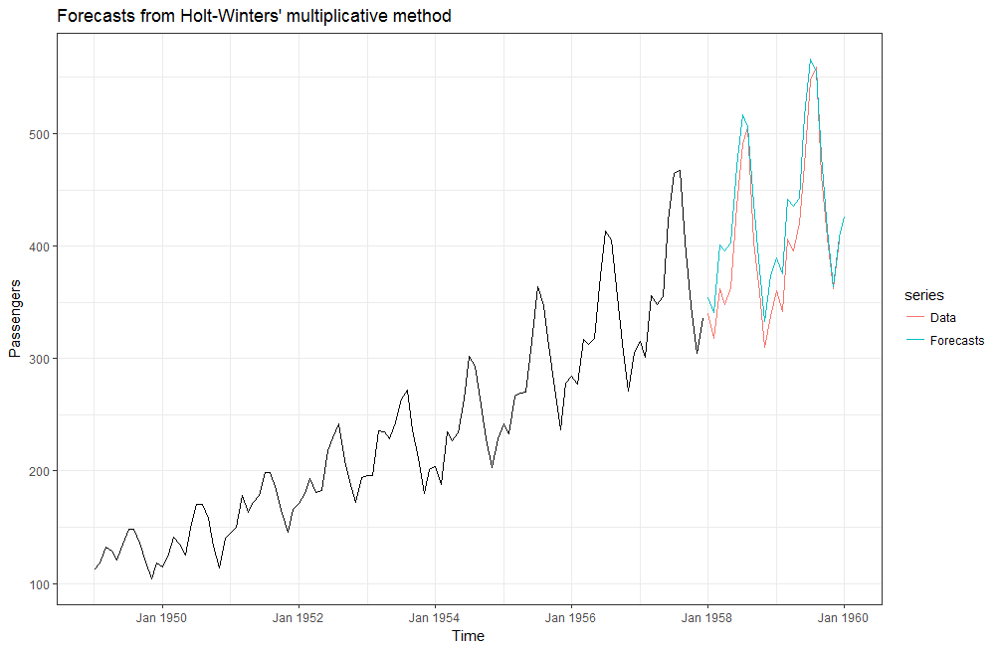 Forecasts from Holt-Winters' multiplicative method
Passengers
500
400
300
200
100
Jan 1950
Jan 1952
Jan 1954
Jan 1956
Jan 1958
Jan 1960
Time
series
Data
Forecasts